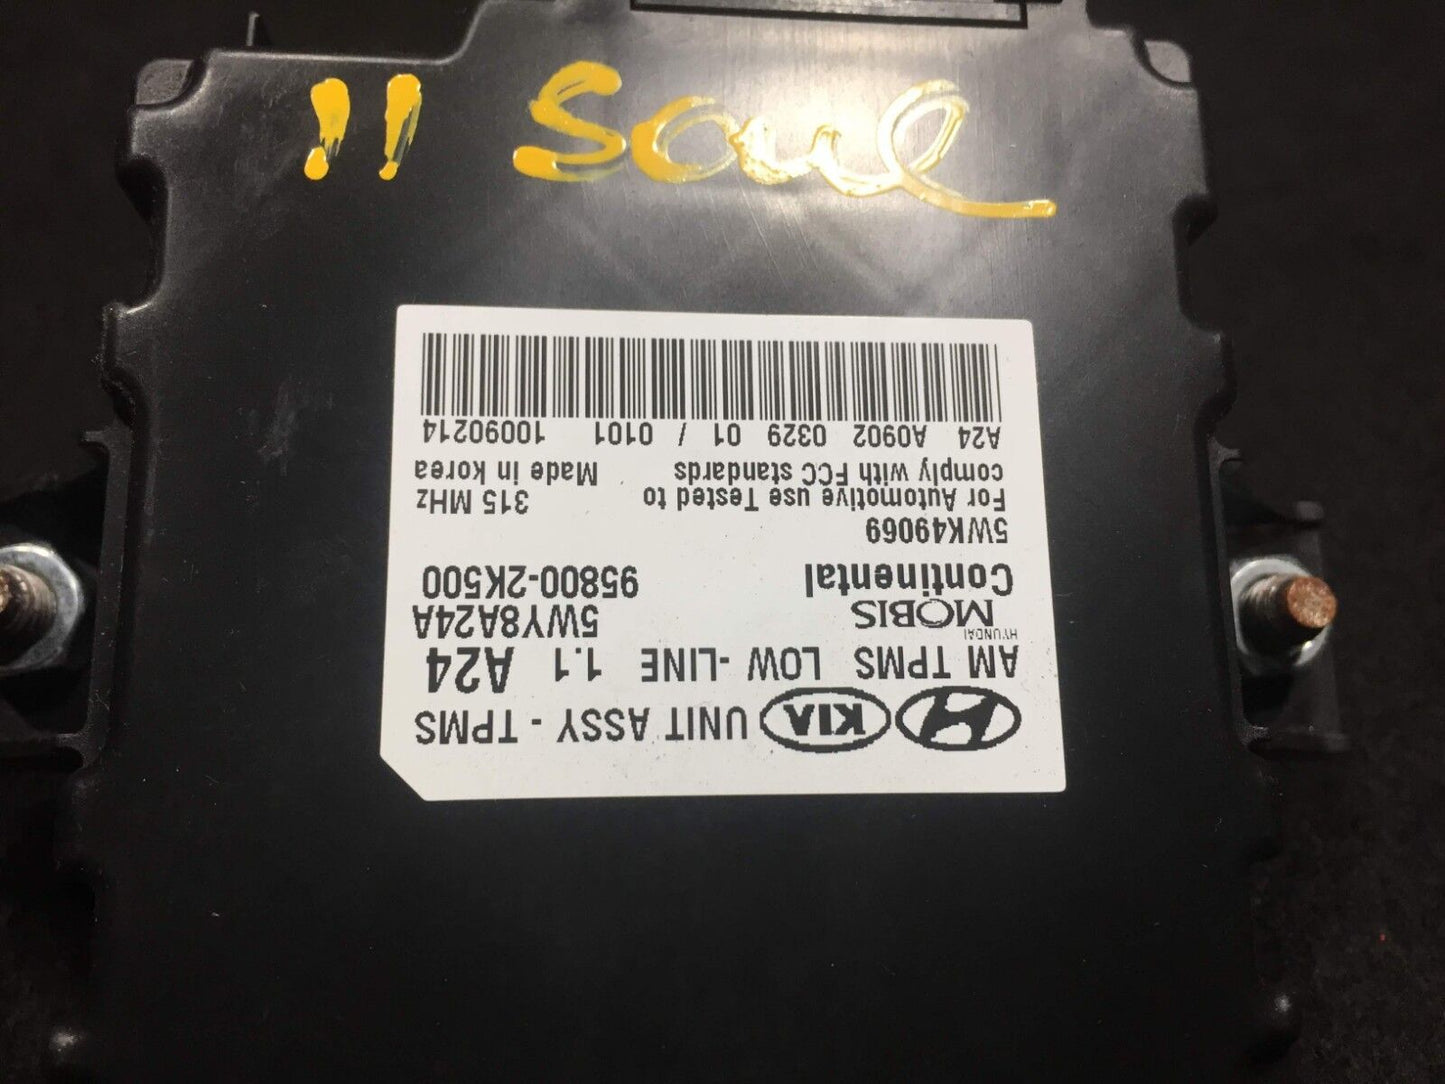 11 Soul
UNIT ASSY - TPMS
KIA
AM TPMS LOW -LINE 1.1 A24
HYUNDAI
MOBIS 5WY8A24A
Continental 95800-2K500
5WK49069
For Automotive use Tested to 315 MHz
comply with FCC standards Made in korea
A24 A0902 0329 01 / 0101 10090214